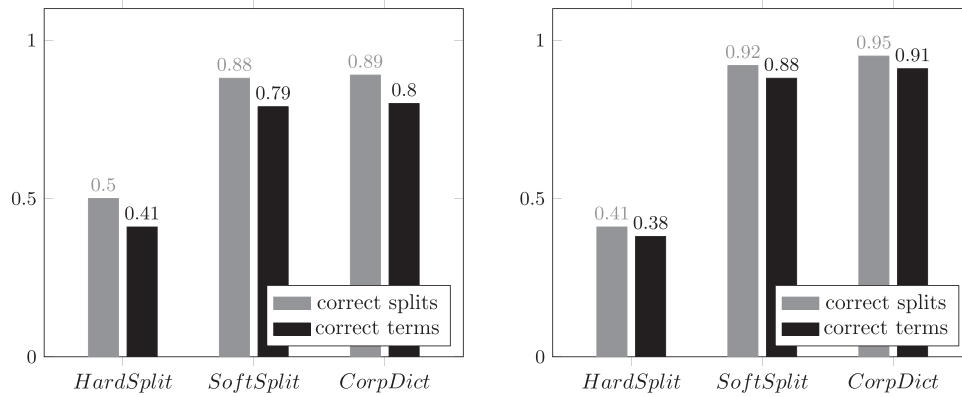 1
0.5
0
0.5
0.41
0.88
0.79
0.89
0.8
correct splits
correct terms
HardSplit
SoftSplit
CorpDict
1
0.5
0
0.41
0.38
0.92
0.88
0.95
0.91
correct splits
correct terms
HardSplit
SoftSplit
CorpDict